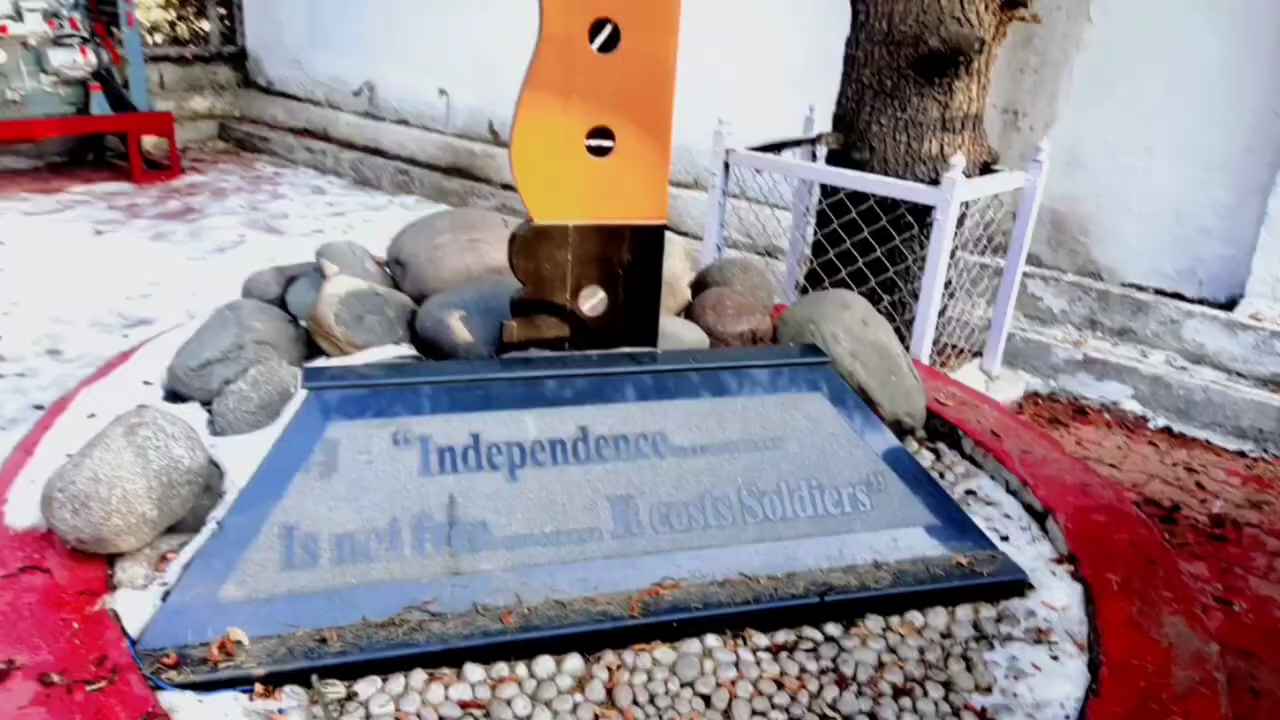 “Independence............
Is not free............ It costs Soldiers”